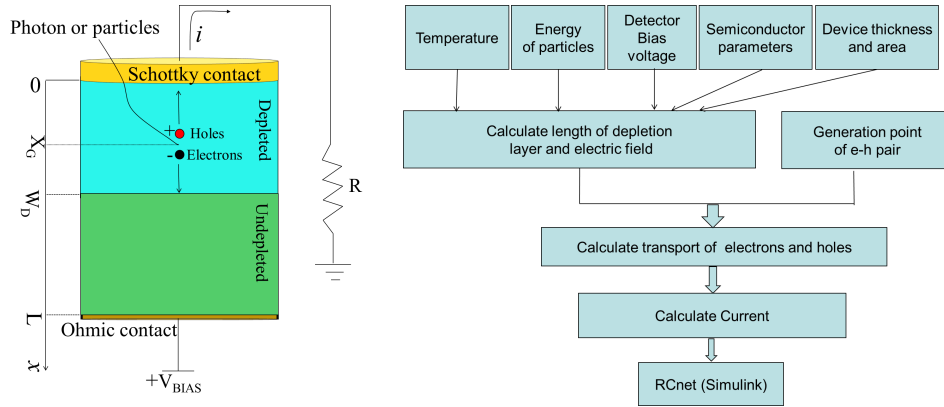 Photon or particles
i
Schottky contact
0
+
Holes
Depleted
X_G
-
Electrons
R
W_D
Undepleted
L
Ohmic contact
x
+V_BIAS
Temperature
Energy
of particles
Detector
Bias
voltage
Semiconductor
parameters
Device thickness
and area
Calculate length of depletion
layer and electric field
Generation point
of e-h pair
Calculate transport of electrons and holes
Calculate Current
RCnet (Simulink)